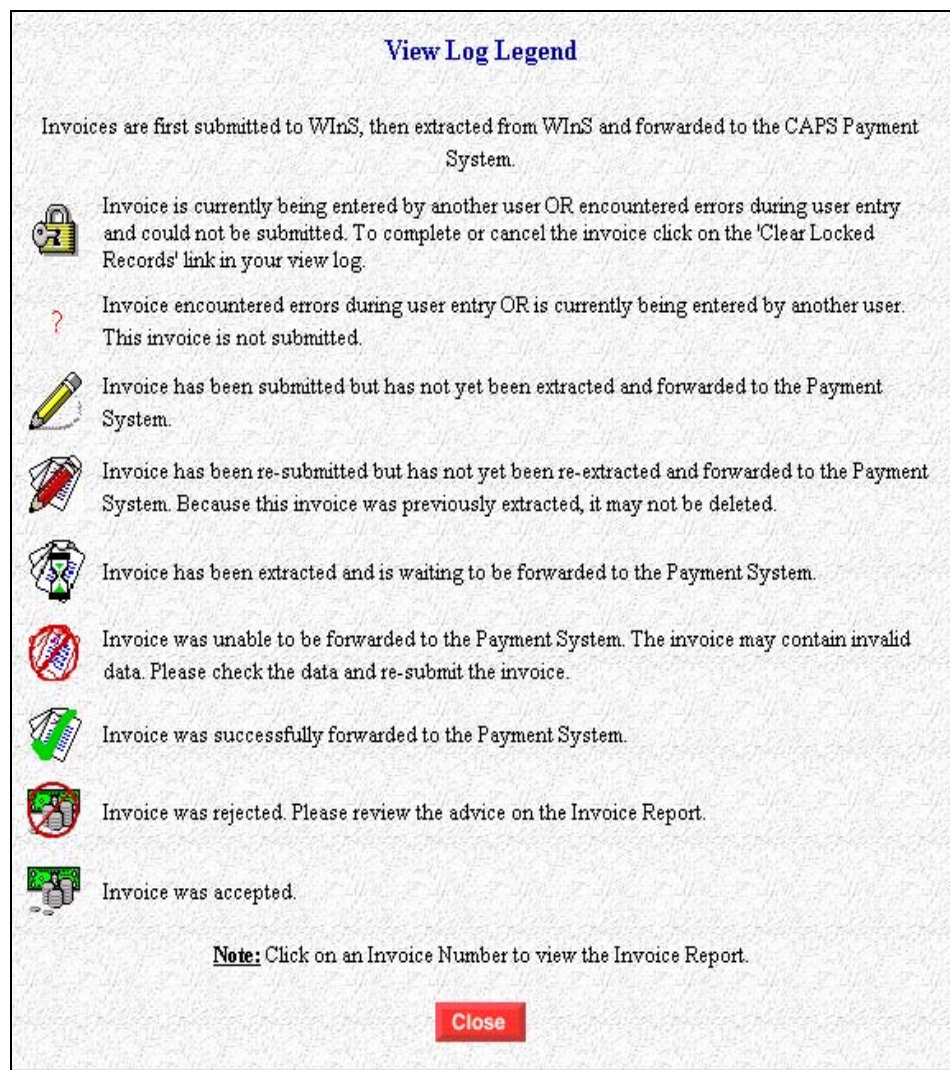 View Log Legend
Invoices are first submitted to WInS, then extracted from WInS and forwarded to the CAPS Payment
System.
Invoice is currently being entered by another user OR encountered errors during user entry
and could not be submitted. To complete or cancel the invoice click on the 'Clear Locked
Records' link in your view log.
?
Invoice encountered errors during user entry OR is currently being entered by another user.
This invoice is not submitted.
Invoice has been submitted but has not yet been extracted and forwarded to the Payment
System.
Invoice has been re-submitted but has not yet been re-extracted and forwarded to the Payment
System. Because this invoice was previously extracted, it may not be deleted.
Invoice has been extracted and is waiting to be forwarded to the Payment System.
Invoice was unable to be forwarded to the Payment System. The invoice may contain invalid
data. Please check the data and re-submit the invoice.
Invoice was successfully forwarded to the Payment System.
Invoice was rejected. Please review the advice on the Invoice Report.
Invoice was accepted.
Note: Click on an Invoice Number to view the Invoice Report.
Close